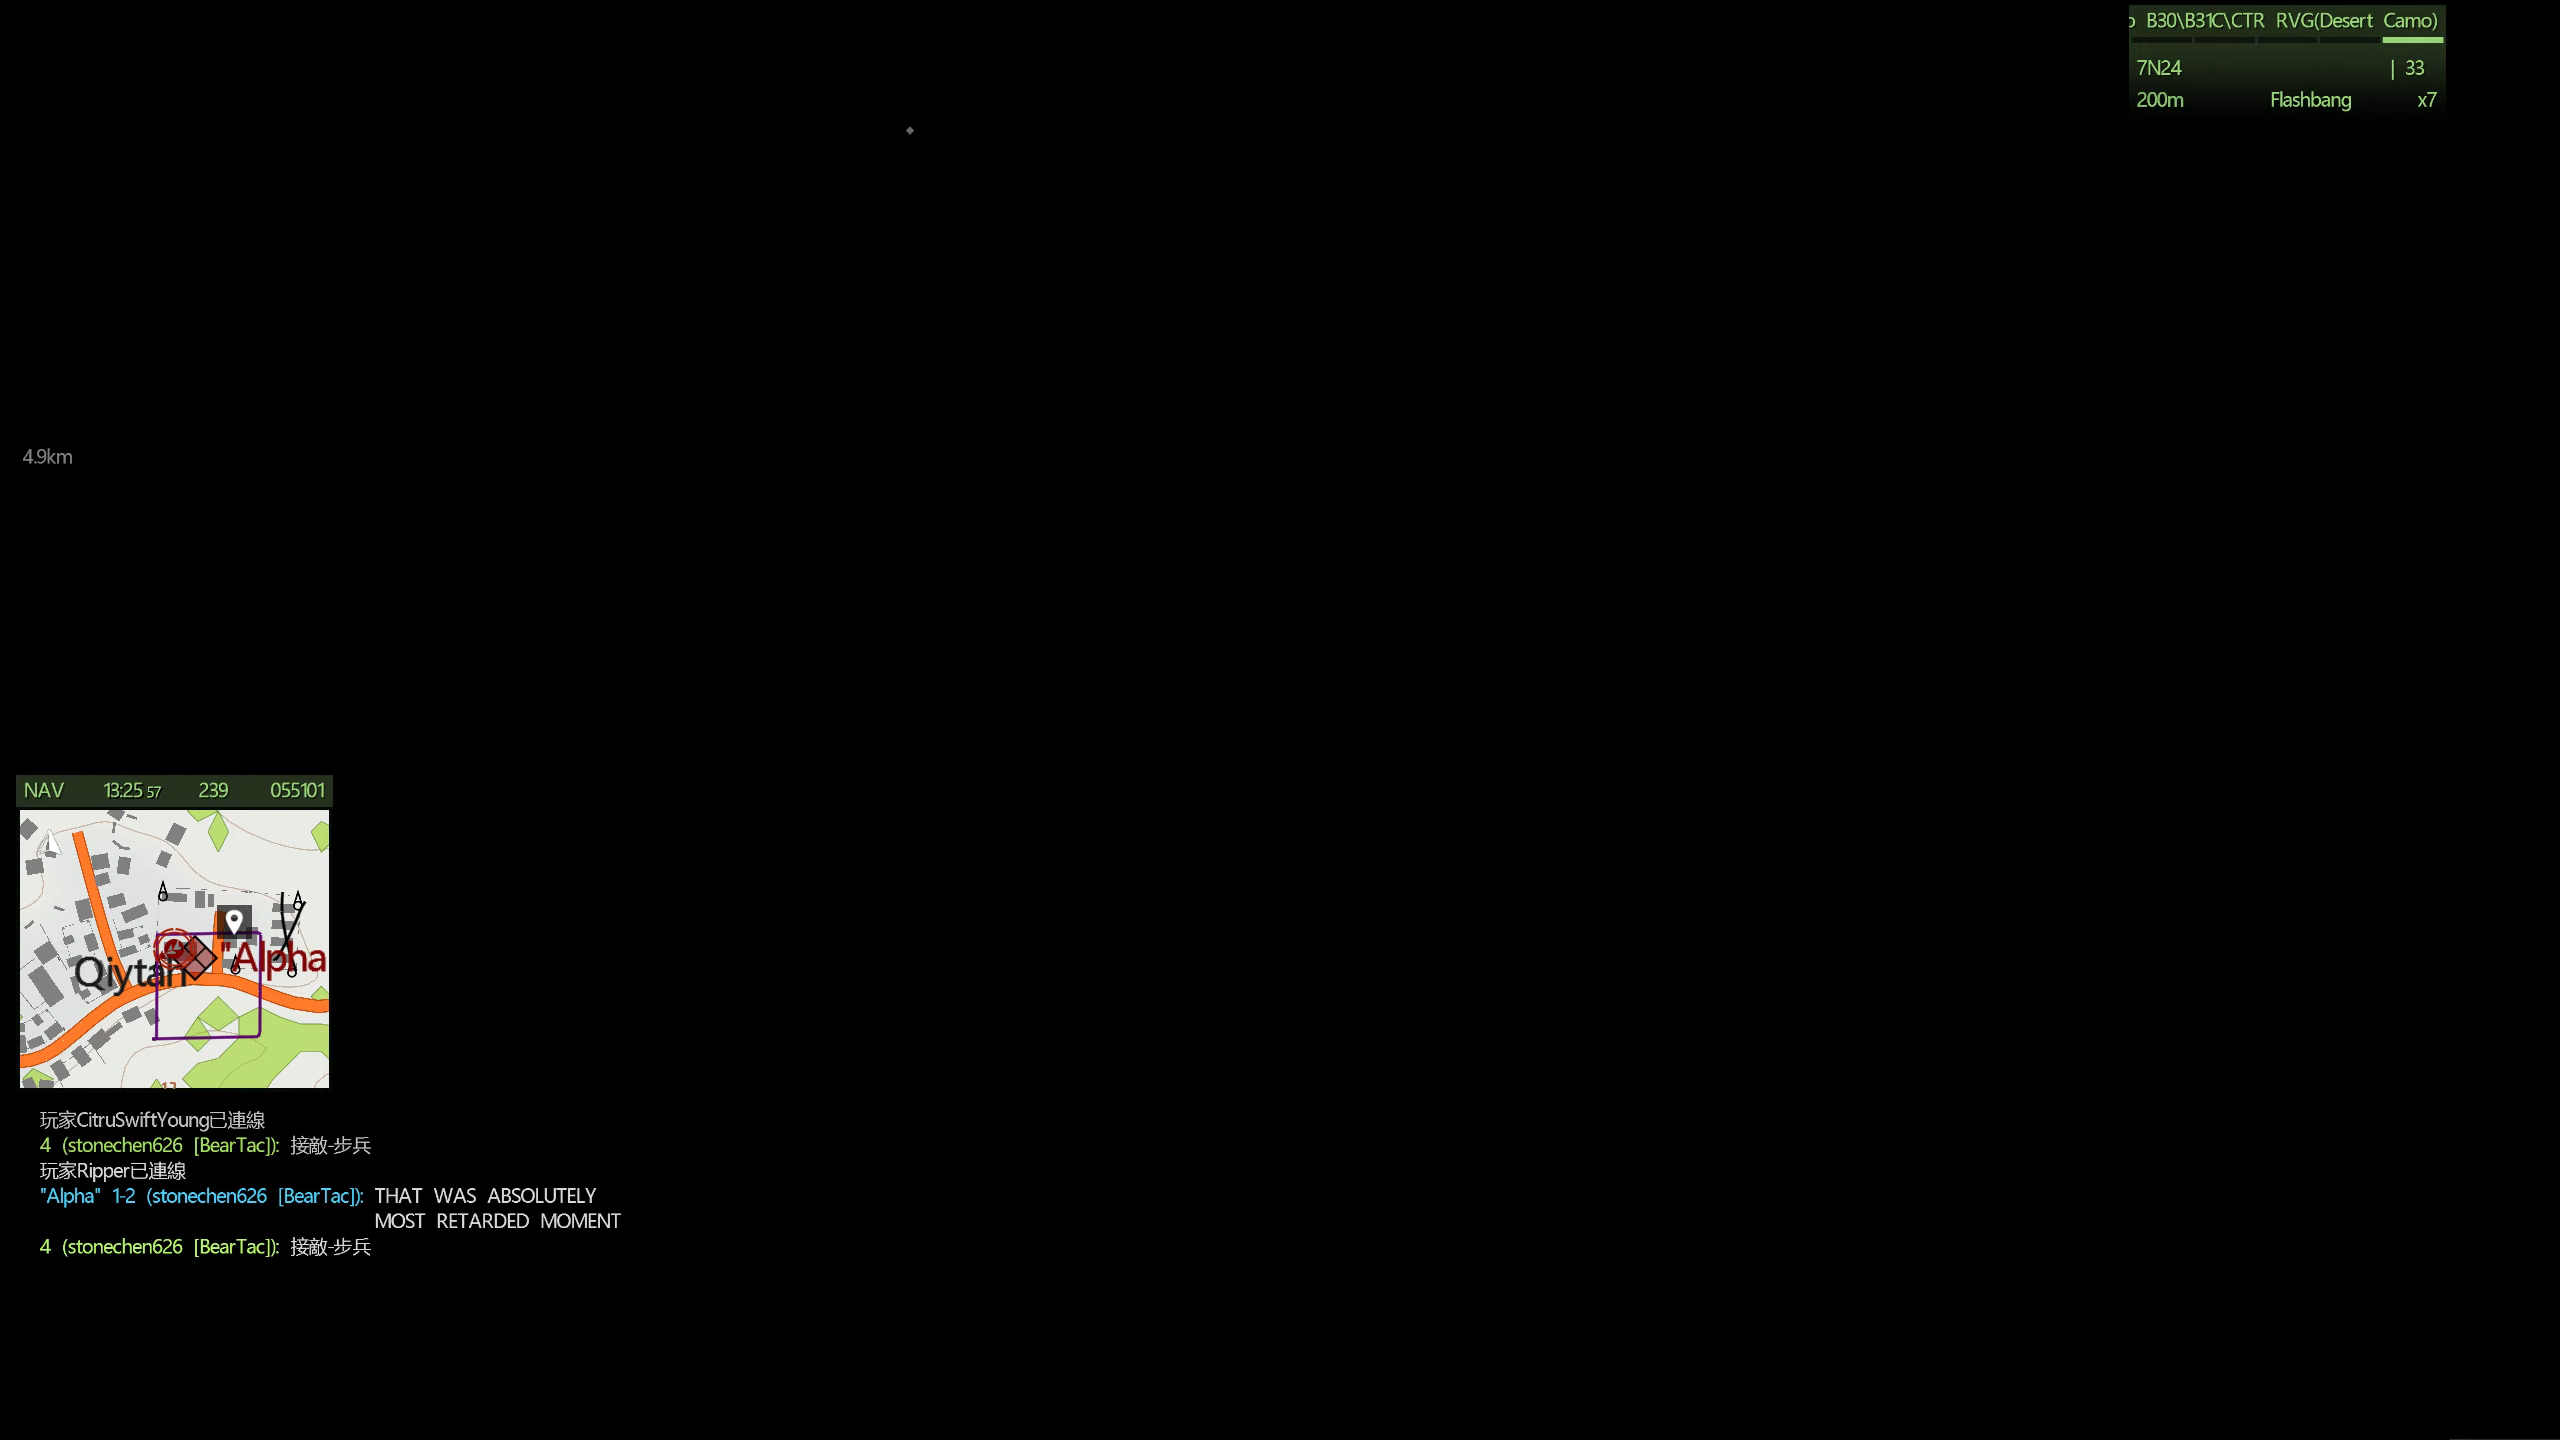 B30\B31C\CTR RVG(Desert Camo)
7N24 | 33
200m Flashbang x7
4.9km
NAV 13:25 57 239 055101
"Alpha
Qiytan
13
玩家CitruSwiftYoung已連線
4 (stonechen626 [BearTac]): 接敵-步兵
玩家Ripper已連線
"Alpha" 1-2 (stonechen626 [BearTac]): THAT WAS ABSOLUTELY
MOST RETARDED MOMENT
4 (stonechen626 [BearTac]): 接敵-步兵